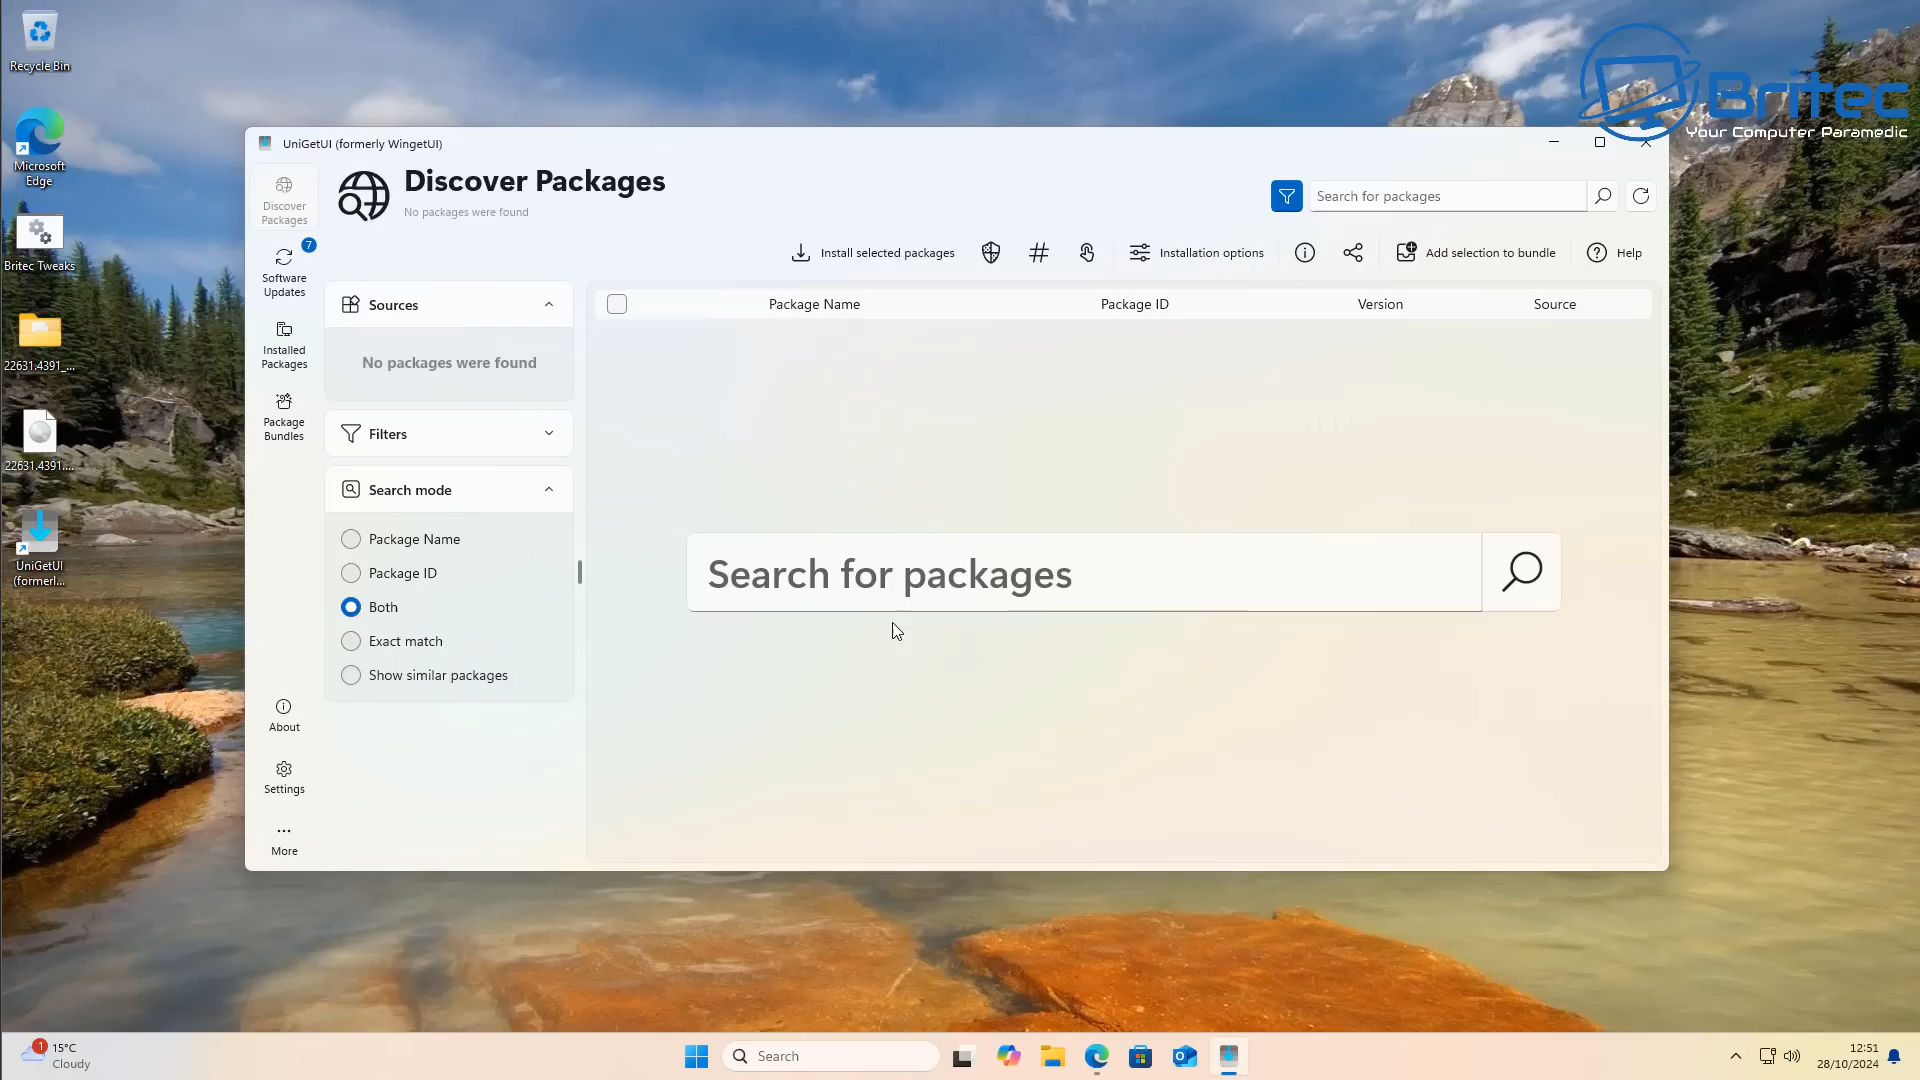 Recycle Bin
Microsoft
Edge
Britec Tweaks
22631.4391_...
22631.4391....
UniGetUI
(formerl...
Britec
Your Computer Paramedic
UniGetUI (formerly WingetUI)
Discover
Packages
7
Software
Updates
Installed
Packages
Package
Bundles
About
Settings
More
Discover Packages
No packages were found
Search for packages
Install selected packages
Installation options
Add selection to bundle
Help
Sources
No packages were found
Filters
Search mode
Package Name
Package ID
Both
Exact match
Show similar packages
Package Name
Package ID
Version
Source
Search for packages
1
15°C
Cloudy
Search
12:51
28/10/2024